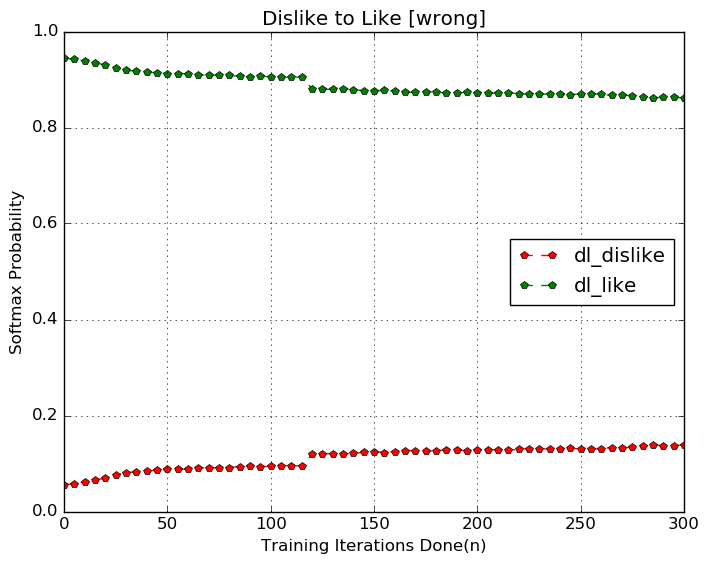 Dislike to Like [wrong]
1.0
0.8
0.6
0.4
0.2
0.0
Softmax Probability
dl_dislike
dl_like
0 50 100 150 200 250 300
Training Iterations Done(n)